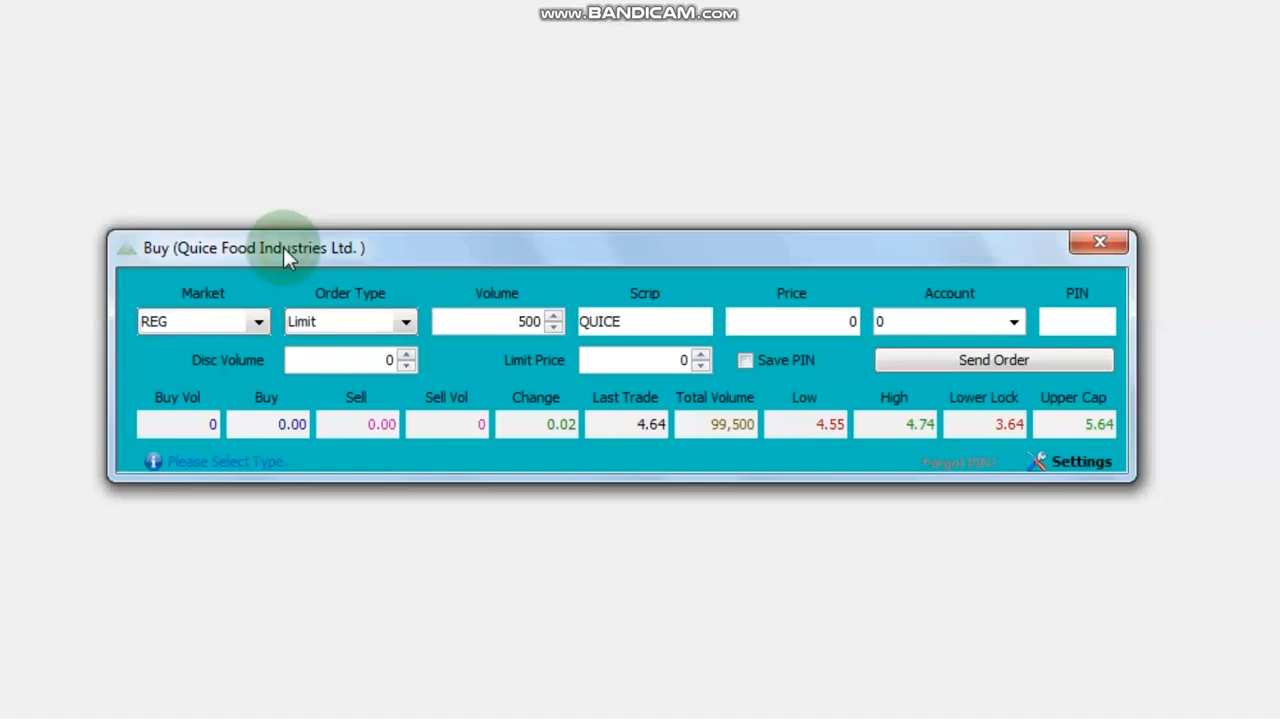 www.BANDICAM.com
Buy (Quice Food Industries Ltd. )
Market Order Type Volume Scrip Price Account PIN
REG Limit 500 QUICE 0 0
Disc Volume 0 Limit Price 0 Save PIN Send Order
Buy Vol Buy Sell Sell Vol Change Last Trade Total Volume Low High Lower Lock Upper Cap
0 0.00 0.00 0 0.02 4.64 99,500 4.55 4.74 3.64 5.64
Please Select Type. Forgot PIN? Settings